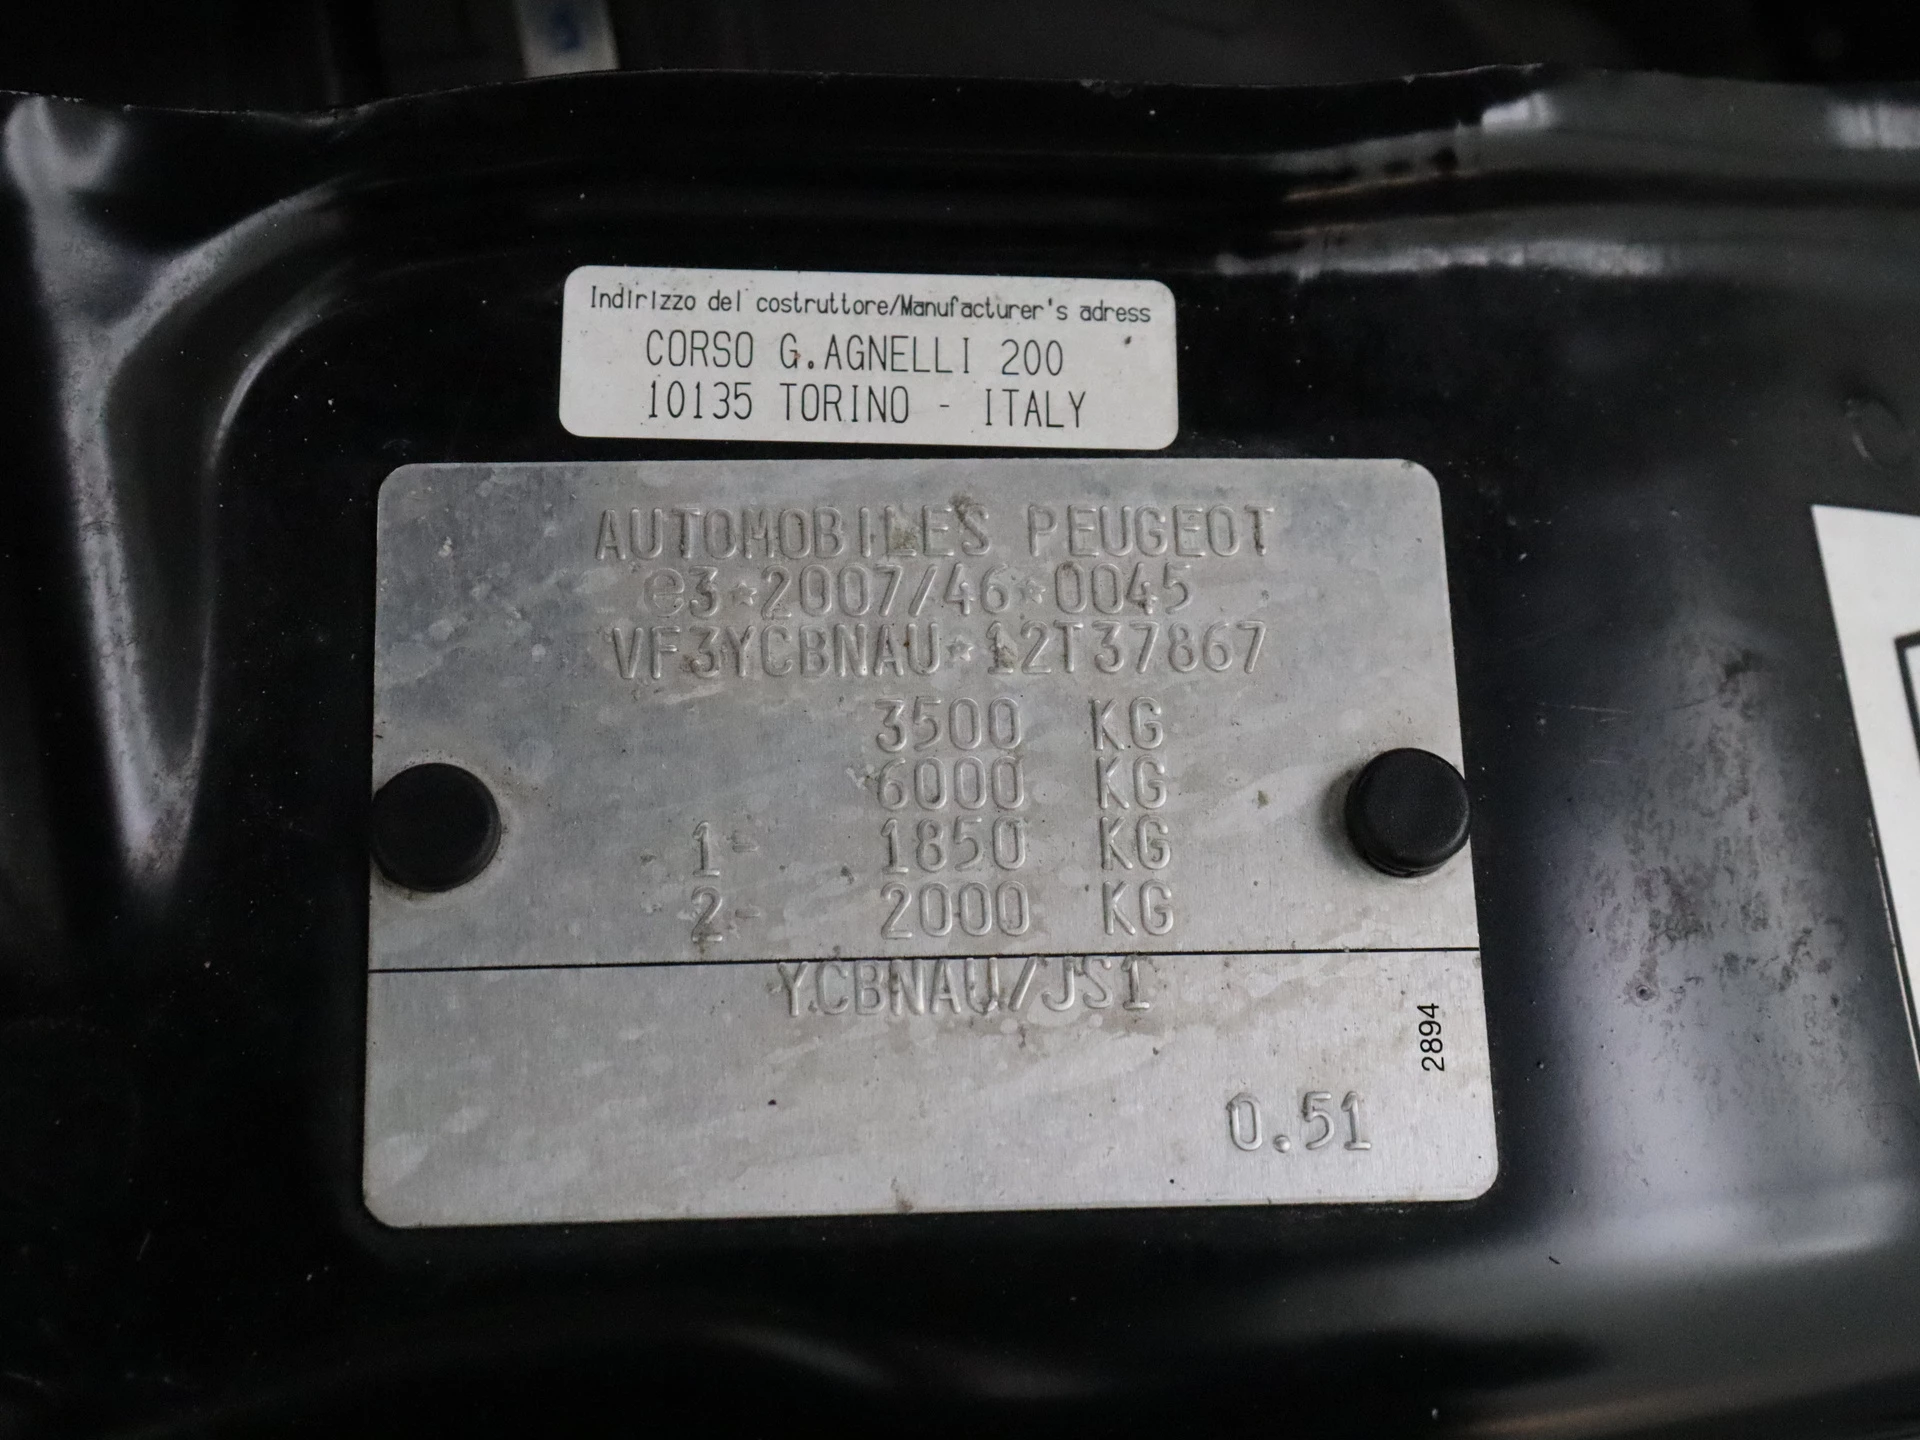 Indirizzo del costruttore/Manufacturer's adress
CORSO G.AGNELLI 200
10135 TORINO - ITALY
AUTOMOBILES PEUGEOT
e3*2007/46*0045
VF3YCBNAU*12T37867
3500 KG
6000 KG
1- 1850 KG
2- 2000 KG
YCBNAU/JS1
2894
0.51